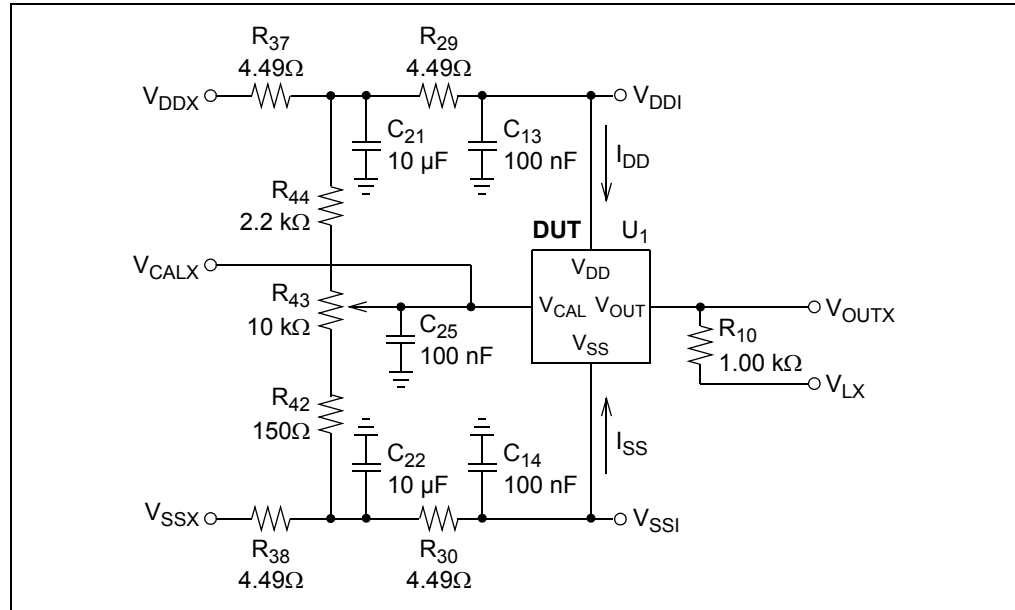 R37
4.49Ω
R29
4.49Ω
VDDX
VDDI
C21
10 µF
C13
100 nF
IDD
R44
2.2 kΩ
DUT
U1
VCALX
VDD
R43
10 kΩ
VCAL
VOUT
VOUTX
C25
100 nF
VSS
R10
1.00 kΩ
VLX
R42
150Ω
C22
10 µF
C14
100 nF
ISS
VSSX
VSSI
R38
4.49Ω
R30
4.49Ω